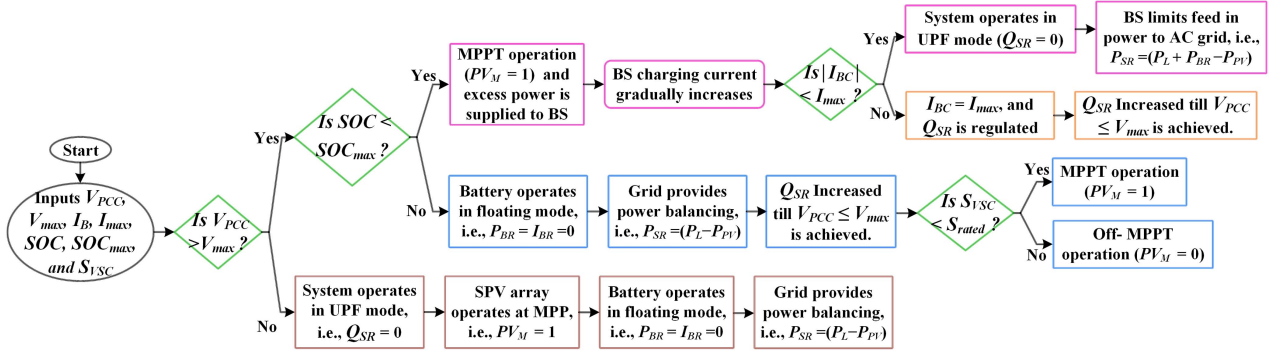 Start
Inputs V_PCC,
V_max, I_B, I_max,
SOC, SOC_max,
and S_VSC
Is V_PCC
>V_max ?
Yes
No
Is SOC <
SOC_max ?
Yes
No
MPPT operation
(PV_M = 1) and
excess power is
supplied to BS
BS charging current
gradually increases
Is |I_BC|
< I_max ?
Yes
No
System operates in
UPF mode (Q_SR = 0)
BS limits feed in
power to AC grid, i.e.,
P_SR =(P_L + P_BR − P_PV)
I_BC = I_max, and
Q_SR is regulated
Q_SR Increased till V_PCC
≤ V_max is achieved.
Battery operates
in floating mode,
i.e., P_BR = I_BR =0
Grid provides
power balancing,
i.e., P_SR =(P_L−P_PV)
Q_SR Increased
till V_PCC ≤ V_max
is achieved.
Is S_VSC
< S_rated ?
Yes
No
MPPT operation
(PV_M = 1)
Off- MPPT
operation (PV_M = 0)
System operates
in UPF mode,
i.e., Q_SR = 0
SPV array
operates at MPP,
i.e., PV_M = 1
Battery operates
in floating mode,
i.e., P_BR = I_BR =0
Grid provides
power balancing,
i.e., P_SR =(P_L−P_PV)